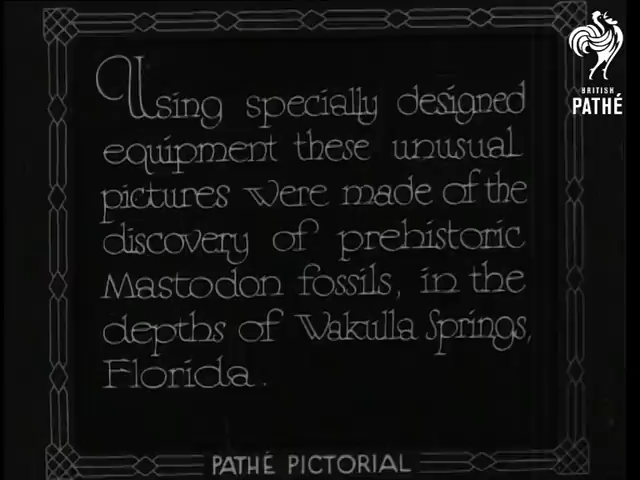 Using specially designed
equipment these unusual
pictures were made of the
discovery of prehistoric
Mastodon fossils, in the
depths of Wakulla Springs,
Florida.
PATHÉ PICTORIAL
BRITISH
PATHÉ